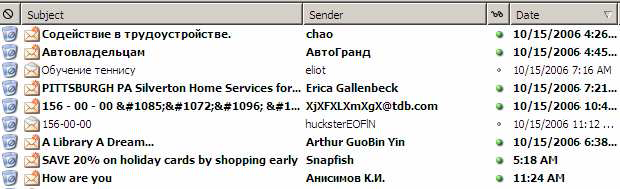 Subject Sender Date
Содействие в трудоустройстве. chao 10/15/2006 4:26...
Автовладельцам АвтоГранд 10/15/2006 4:45...
Обучение теннису eliot 10/15/2006 7:16 AM
PITTSBURGH PA Silverton Home Services for... Erica Gallenbeck 10/15/2006 7:21...
156 - 00 - 00 &#1085;&#1072;&#1096; &#1... XjXFXLXmXgX@tdb.com 10/15/2006 10:4...
156-00-00 hucksterEOFlN 10/15/2006 11:12 ...
A Library A Dream... Arthur GuoBin Yin 10/15/2006 6:38...
SAVE 20% on holiday cards by shopping early Snapfish 5:18 AM
How are you Анисимов К.И. 11:24 AM